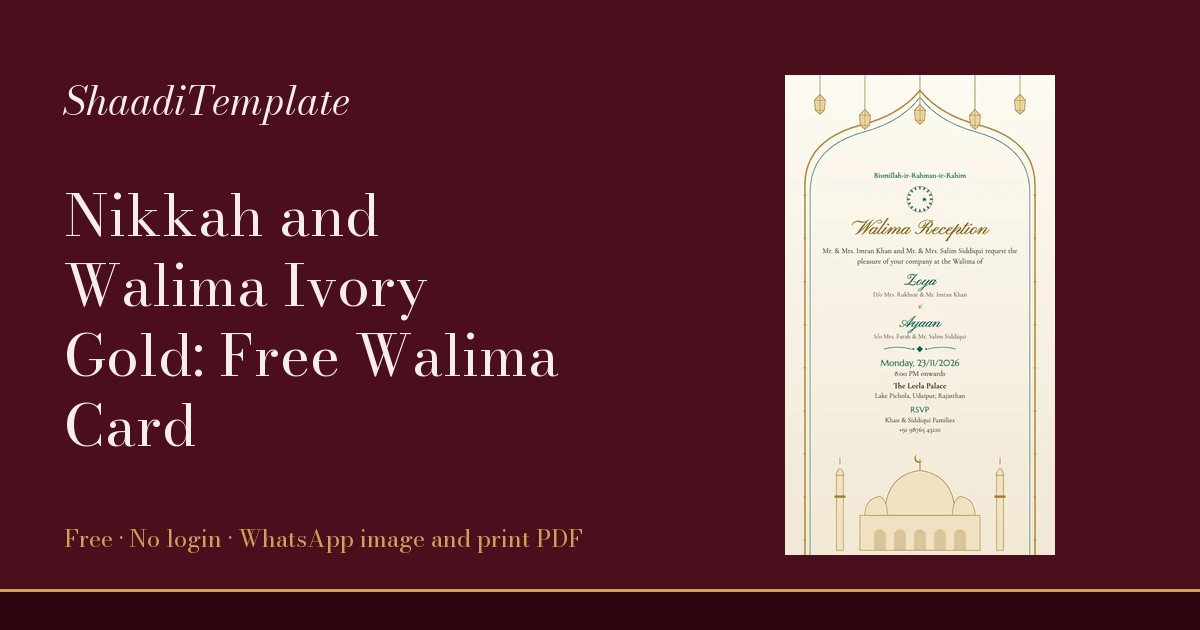 ShaadiTemplate
Nikkah and
Walima Ivory
Gold: Free Walima
Card
Free · No login · WhatsApp image and print PDF
Bismillah-ir-Rahman-ir-Rahim
Walima Reception
Mr. & Mrs. Imran Khan and Mr. & Mrs. Salim Siddiqui request the
pleasure of your company at the Walima of
Zoya
D/o Mrs. Rukhsar & Mr. Imran Khan
Ayaan
S/o Mrs. Farah & Mr. Salim Siddiqui
Monday, 23/11/2026
8:00 PM onwards
The Leela Palace
Lake Pichola, Udaipur, Rajasthan
RSVP
Khan & Siddiqui Families
+91 98765 43210